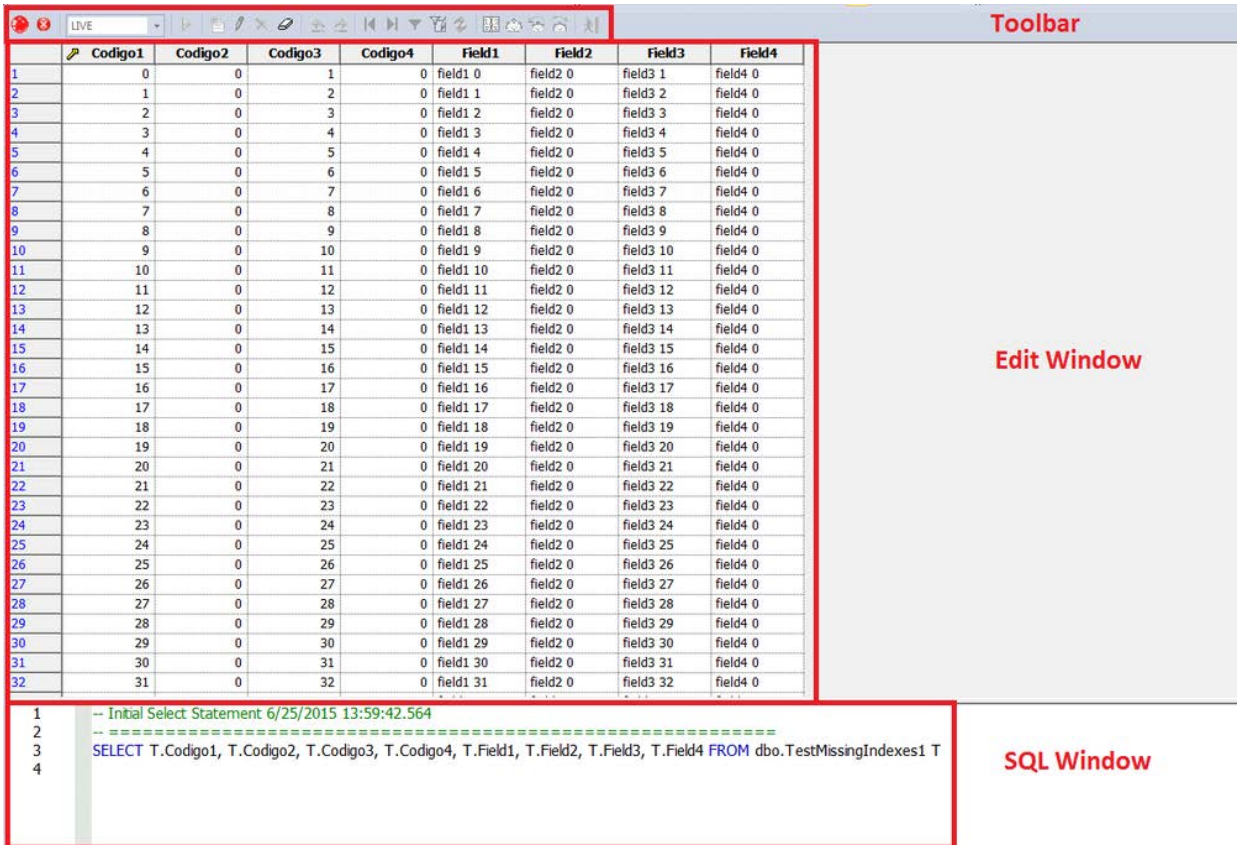 LIVE
Toolbar
Codigo1 Codigo2 Codigo3 Codigo4 Field1 Field2 Field3 Field4
1 0 0 1 0 field1 0 field2 0 field3 1 field4 0
2 1 0 2 0 field1 1 field2 0 field3 2 field4 0
3 2 0 3 0 field1 2 field2 0 field3 3 field4 0
4 3 0 4 0 field1 3 field2 0 field3 4 field4 0
5 4 0 5 0 field1 4 field2 0 field3 5 field4 0
6 5 0 6 0 field1 5 field2 0 field3 6 field4 0
7 6 0 7 0 field1 6 field2 0 field3 7 field4 0
8 7 0 8 0 field1 7 field2 0 field3 8 field4 0
9 8 0 9 0 field1 8 field2 0 field3 9 field4 0
10 9 0 10 0 field1 9 field2 0 field3 10 field4 0
11 10 0 11 0 field1 10 field2 0 field3 11 field4 0
12 11 0 12 0 field1 11 field2 0 field3 12 field4 0
13 12 0 13 0 field1 12 field2 0 field3 13 field4 0
14 13 0 14 0 field1 13 field2 0 field3 14 field4 0
15 14 0 15 0 field1 14 field2 0 field3 15 field4 0
16 15 0 16 0 field1 15 field2 0 field3 16 field4 0
17 16 0 17 0 field1 16 field2 0 field3 17 field4 0
18 17 0 18 0 field1 17 field2 0 field3 18 field4 0
19 18 0 19 0 field1 18 field2 0 field3 19 field4 0
20 19 0 20 0 field1 19 field2 0 field3 20 field4 0
21 20 0 21 0 field1 20 field2 0 field3 21 field4 0
22 21 0 22 0 field1 21 field2 0 field3 22 field4 0
23 22 0 23 0 field1 22 field2 0 field3 23 field4 0
24 23 0 24 0 field1 23 field2 0 field3 24 field4 0
25 24 0 25 0 field1 24 field2 0 field3 25 field4 0
26 25 0 26 0 field1 25 field2 0 field3 26 field4 0
27 26 0 27 0 field1 26 field2 0 field3 27 field4 0
28 27 0 28 0 field1 27 field2 0 field3 28 field4 0
29 28 0 29 0 field1 28 field2 0 field3 29 field4 0
30 29 0 30 0 field1 29 field2 0 field3 30 field4 0
31 30 0 31 0 field1 30 field2 0 field3 31 field4 0
32 31 0 32 0 field1 31 field2 0 field3 32 field4 0
Edit Window
1 -- Initial Select Statement 6/25/2015 13:59:42.564
2 -- ============================================================
3 SELECT T.Codigo1, T.Codigo2, T.Codigo3, T.Codigo4, T.Field1, T.Field2, T.Field3, T.Field4 FROM dbo.TestMissingIndexes1 T
4
SQL Window